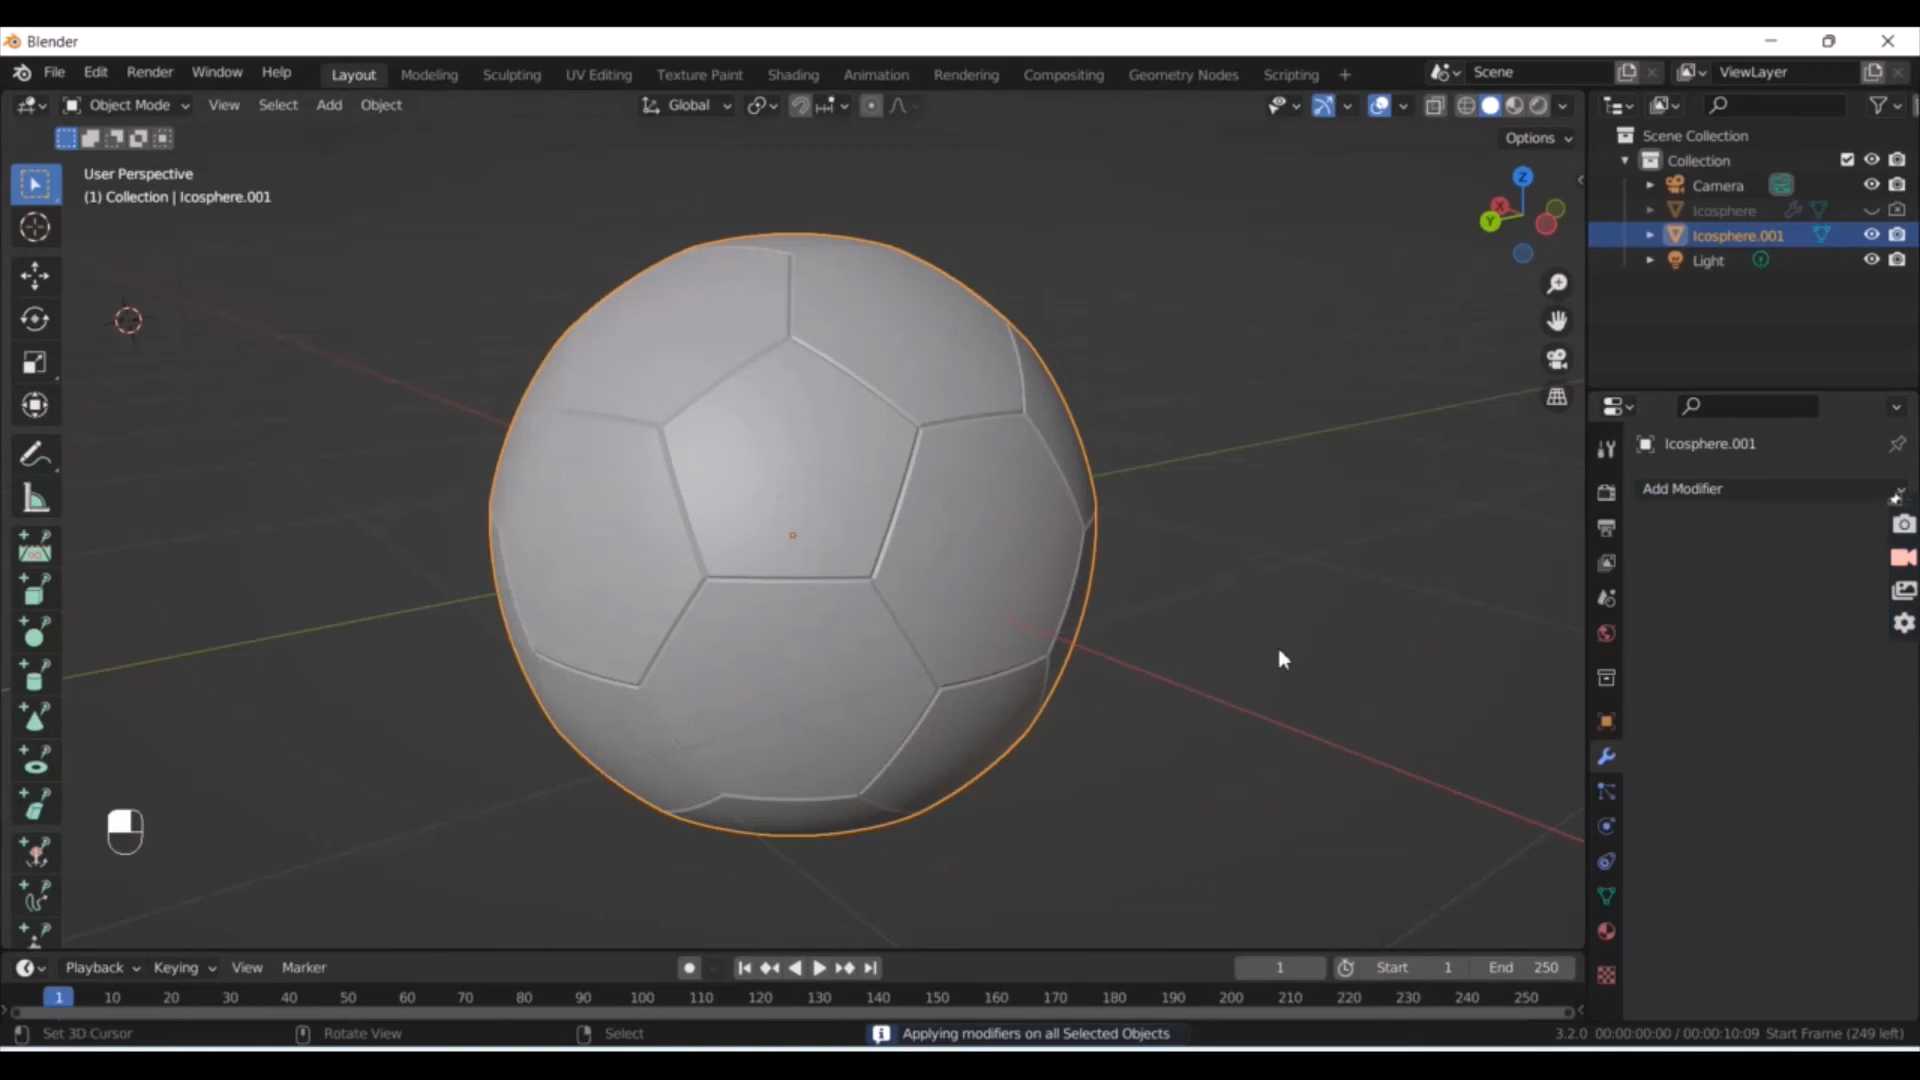 Blender
File Edit Render Window Help Layout Modeling Sculpting UV Editing Texture Paint Shading Animation Rendering Compositing Geometry Nodes Scripting + Scene ViewLayer
Object Mode View Select Add Object Global
Options
User Perspective
(1) Collection | Icosphere.001
Z
X
Y
Scene Collection
Collection
Camera
Icosphere
Icosphere.001
Light
Icosphere.001
Add Modifier
Playback Keying View Marker 1 Start 1 End 250
1 10 20 30 40 50 60 70 80 90 100 110 120 130 140 150 160 170 180 190 200 210 220 230 240 250
Set 3D Cursor Rotate View Select Applying modifiers on all Selected Objects 3.2.0 00:00:00:00 / 00:00:10:09 Start Frame (249 left)